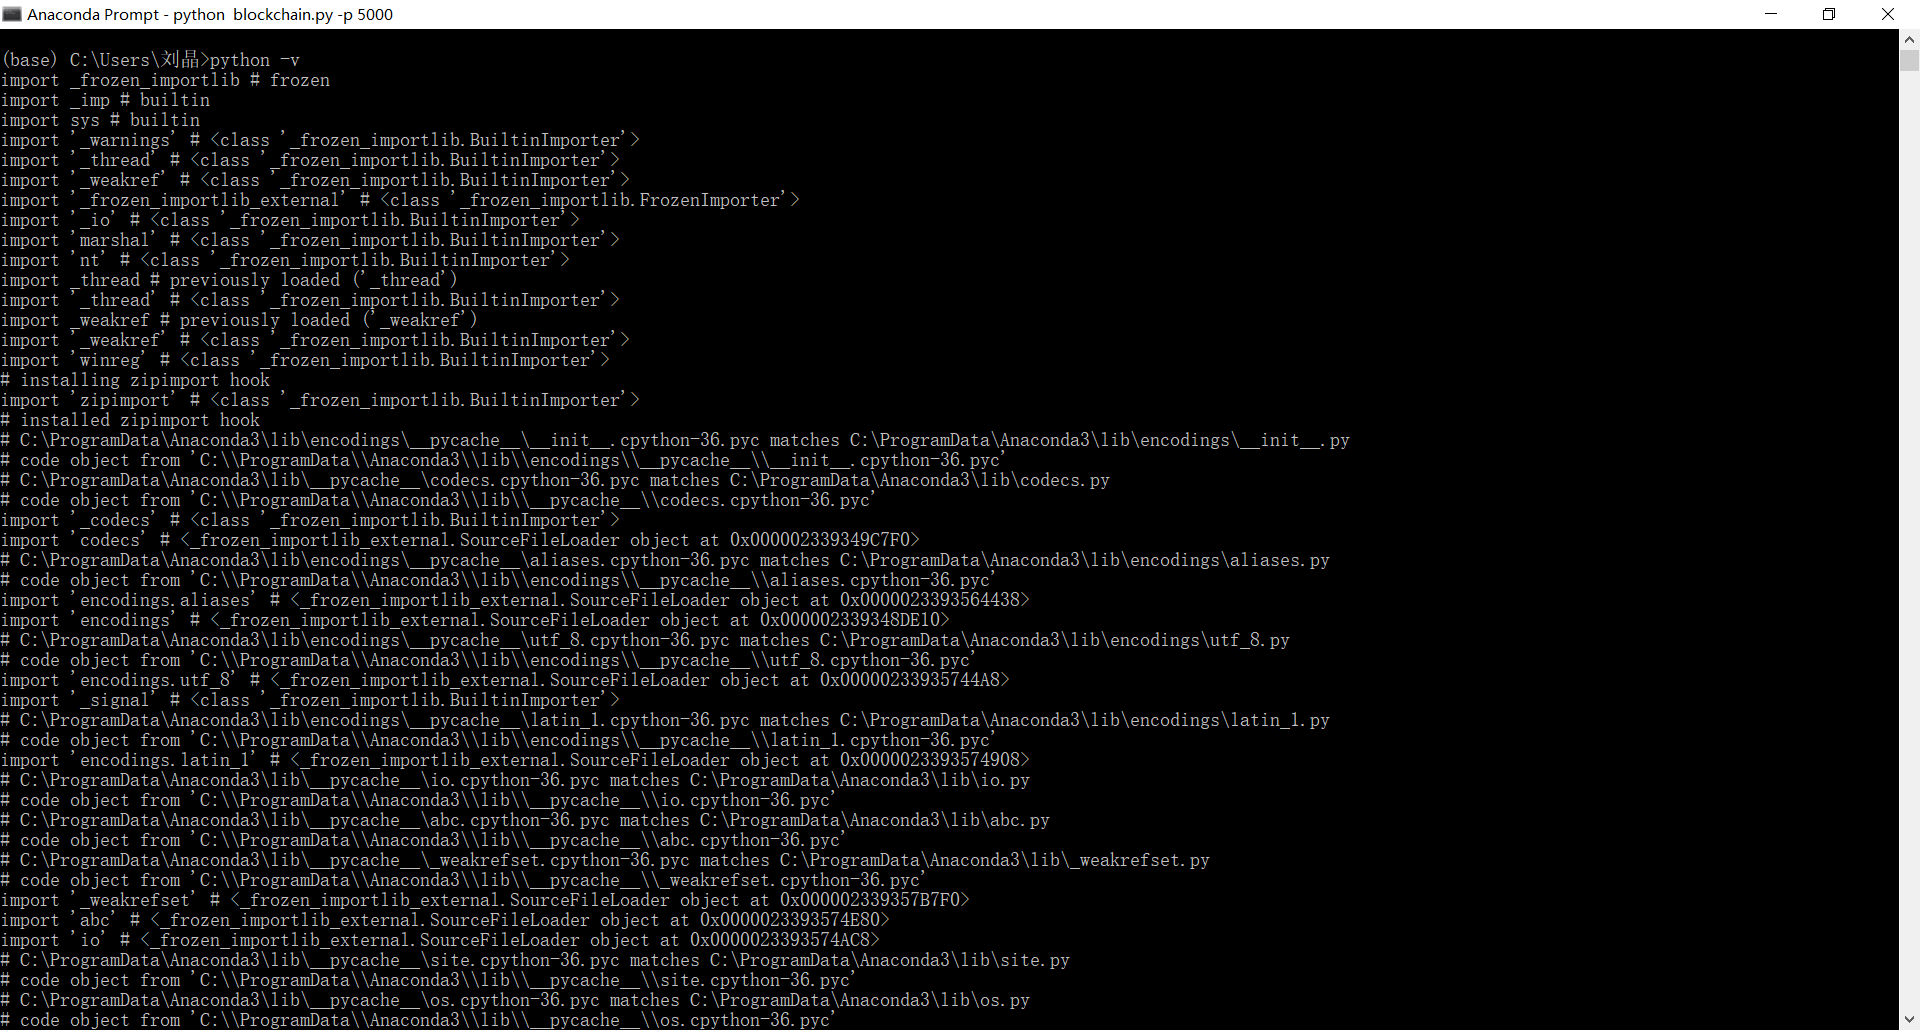 Anaconda Prompt - python  blockchain.py -p 5000
(base) C:\Users\刘晶>python -v
import _frozen_importlib # frozen
import _imp # builtin
import sys # builtin
import '_warnings' # <class '_frozen_importlib.BuiltinImporter'>
import '_thread' # <class '_frozen_importlib.BuiltinImporter'>
import '_weakref' # <class '_frozen_importlib.BuiltinImporter'>
import '_frozen_importlib_external' # <class '_frozen_importlib.FrozenImporter'>
import '_io' # <class '_frozen_importlib.BuiltinImporter'>
import 'marshal' # <class '_frozen_importlib.BuiltinImporter'>
import 'nt' # <class '_frozen_importlib.BuiltinImporter'>
import _thread # previously loaded ('_thread')
import '_thread' # <class '_frozen_importlib.BuiltinImporter'>
import _weakref # previously loaded ('_weakref')
import '_weakref' # <class '_frozen_importlib.BuiltinImporter'>
import 'winreg' # <class '_frozen_importlib.BuiltinImporter'>
# installing zipimport hook
import 'zipimport' # <class '_frozen_importlib.BuiltinImporter'>
# installed zipimport hook
# C:\ProgramData\Anaconda3\lib\encodings\__pycache__\__init__.cpython-36.pyc matches C:\ProgramData\Anaconda3\lib\encodings\__init__.py
# code object from 'C:\\ProgramData\\Anaconda3\\lib\\encodings\\__pycache__\\__init__.cpython-36.pyc'
# C:\ProgramData\Anaconda3\lib\__pycache__\codecs.cpython-36.pyc matches C:\ProgramData\Anaconda3\lib\codecs.py
# code object from 'C:\\ProgramData\\Anaconda3\\lib\\__pycache__\\codecs.cpython-36.pyc'
import '_codecs' # <class '_frozen_importlib.BuiltinImporter'>
import 'codecs' # <_frozen_importlib_external.SourceFileLoader object at 0x000002339349C7F0>
# C:\ProgramData\Anaconda3\lib\encodings\__pycache__\aliases.cpython-36.pyc matches C:\ProgramData\Anaconda3\lib\encodings\aliases.py
# code object from 'C:\\ProgramData\\Anaconda3\\lib\\encodings\\__pycache__\\aliases.cpython-36.pyc'
import 'encodings.aliases' # <_frozen_importlib_external.SourceFileLoader object at 0x0000023393564438>
import 'encodings' # <_frozen_importlib_external.SourceFileLoader object at 0x000002339348DE10>
# C:\ProgramData\Anaconda3\lib\encodings\__pycache__\utf_8.cpython-36.pyc matches C:\ProgramData\Anaconda3\lib\encodings\utf_8.py
# code object from 'C:\\ProgramData\\Anaconda3\\lib\\encodings\\__pycache__\\utf_8.cpython-36.pyc'
import 'encodings.utf_8' # <_frozen_importlib_external.SourceFileLoader object at 0x00000233935744A8>
import '_signal' # <class '_frozen_importlib.BuiltinImporter'>
# C:\ProgramData\Anaconda3\lib\encodings\__pycache__\latin_1.cpython-36.pyc matches C:\ProgramData\Anaconda3\lib\encodings\latin_1.py
# code object from 'C:\\ProgramData\\Anaconda3\\lib\\encodings\\__pycache__\\latin_1.cpython-36.pyc'
import 'encodings.latin_1' # <_frozen_importlib_external.SourceFileLoader object at 0x0000023393574908>
# C:\ProgramData\Anaconda3\lib\__pycache__\io.cpython-36.pyc matches C:\ProgramData\Anaconda3\lib\io.py
# code object from 'C:\\ProgramData\\Anaconda3\\lib\\__pycache__\\io.cpython-36.pyc'
# C:\ProgramData\Anaconda3\lib\__pycache__\abc.cpython-36.pyc matches C:\ProgramData\Anaconda3\lib\abc.py
# code object from 'C:\\ProgramData\\Anaconda3\\lib\\__pycache__\\abc.cpython-36.pyc'
# C:\ProgramData\Anaconda3\lib\__pycache__\_weakrefset.cpython-36.pyc matches C:\ProgramData\Anaconda3\lib\_weakrefset.py
# code object from 'C:\\ProgramData\\Anaconda3\\lib\\__pycache__\\_weakrefset.cpython-36.pyc'
import '_weakrefset' # <_frozen_importlib_external.SourceFileLoader object at 0x000002339357B7F0>
import 'abc' # <_frozen_importlib_external.SourceFileLoader object at 0x0000023393574E80>
import 'io' # <_frozen_importlib_external.SourceFileLoader object at 0x0000023393574AC8>
# C:\ProgramData\Anaconda3\lib\__pycache__\site.cpython-36.pyc matches C:\ProgramData\Anaconda3\lib\site.py
# code object from 'C:\\ProgramData\\Anaconda3\\lib\\__pycache__\\site.cpython-36.pyc'
# C:\ProgramData\Anaconda3\lib\__pycache__\os.cpython-36.pyc matches C:\ProgramData\Anaconda3\lib\os.py
# code object from 'C:\\ProgramData\\Anaconda3\\lib\\__pycache__\\os.cpython-36.pyc'